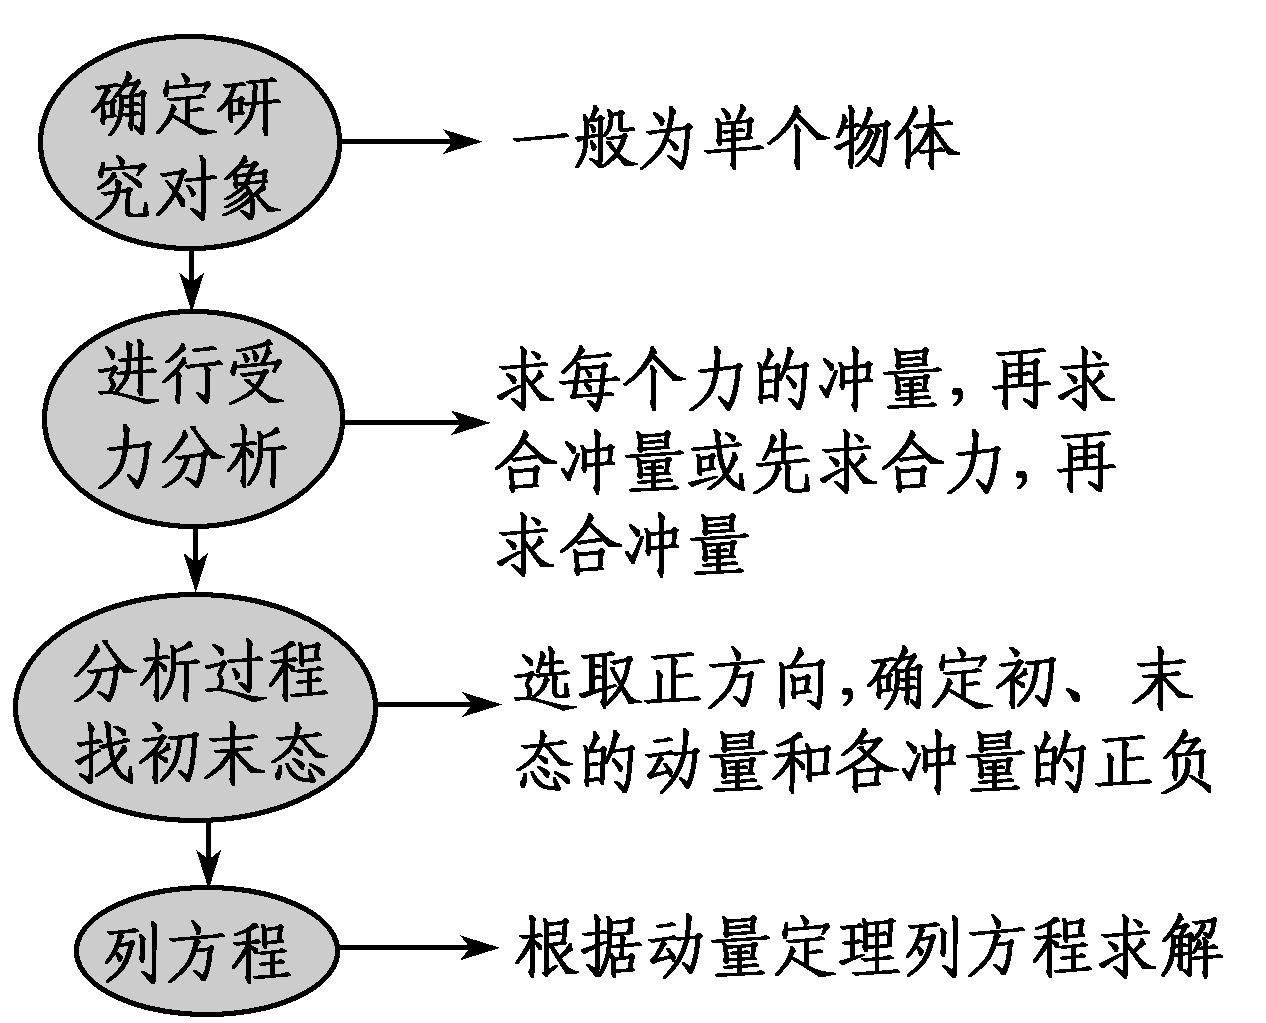 确定研
究对象
一般为单个物体
进行受
力分析
求每个力的冲量，再求
合冲量或先求合力，再
求合冲量
分析过程
找初末态
选取正方向，确定初、末
态的动量和各冲量的正负
列方程
根据动量定理列方程求解